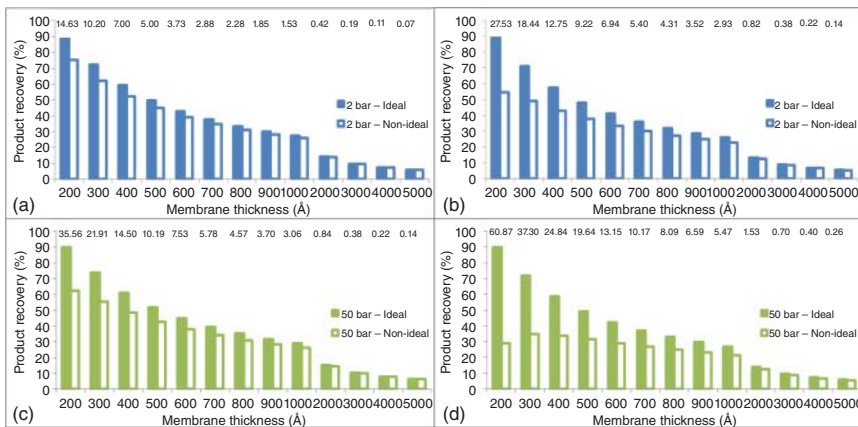 14.63 10.20 7.00 5.00 3.73 2.88 2.28 1.85 1.53 0.42 0.19 0.11 0.07
100
90
80
70
60
50
40
30
20
10
0
Product recovery (%)
2 bar – Ideal
2 bar – Non-ideal
200 300 400 500 600 700 800 900 1000 2000 3000 4000 5000
(a) Membrane thickness (Å)
27.53 18.44 12.75 9.22 6.94 5.40 4.31 3.52 2.93 0.82 0.38 0.22 0.14
100
90
80
70
60
50
40
30
20
10
0
Product recovery (%)
2 bar – Ideal
2 bar – Non-ideal
200 300 400 500 600 700 800 900 1000 2000 3000 4000 5000
(b) Membrane thickness (Å)
35.56 21.91 14.50 10.19 7.53 5.78 4.57 3.70 3.06 0.84 0.38 0.22 0.14
100
90
80
70
60
50
40
30
20
10
0
Product recovery (%)
50 bar – Ideal
50 bar – Non-ideal
200 300 400 500 600 700 800 900 1000 2000 3000 4000 5000
(c) Membrane thickness (Å)
60.87 37.30 24.84 19.64 13.15 10.17 8.09 6.59 5.47 1.53 0.70 0.40 0.26
100
90
80
70
60
50
40
30
20
10
0
Product recovery (%)
50 bar – Ideal
50 bar – Non-ideal
200 300 400 500 600 700 800 900 1000 2000 3000 4000 5000
(d) Membrane thickness (Å)